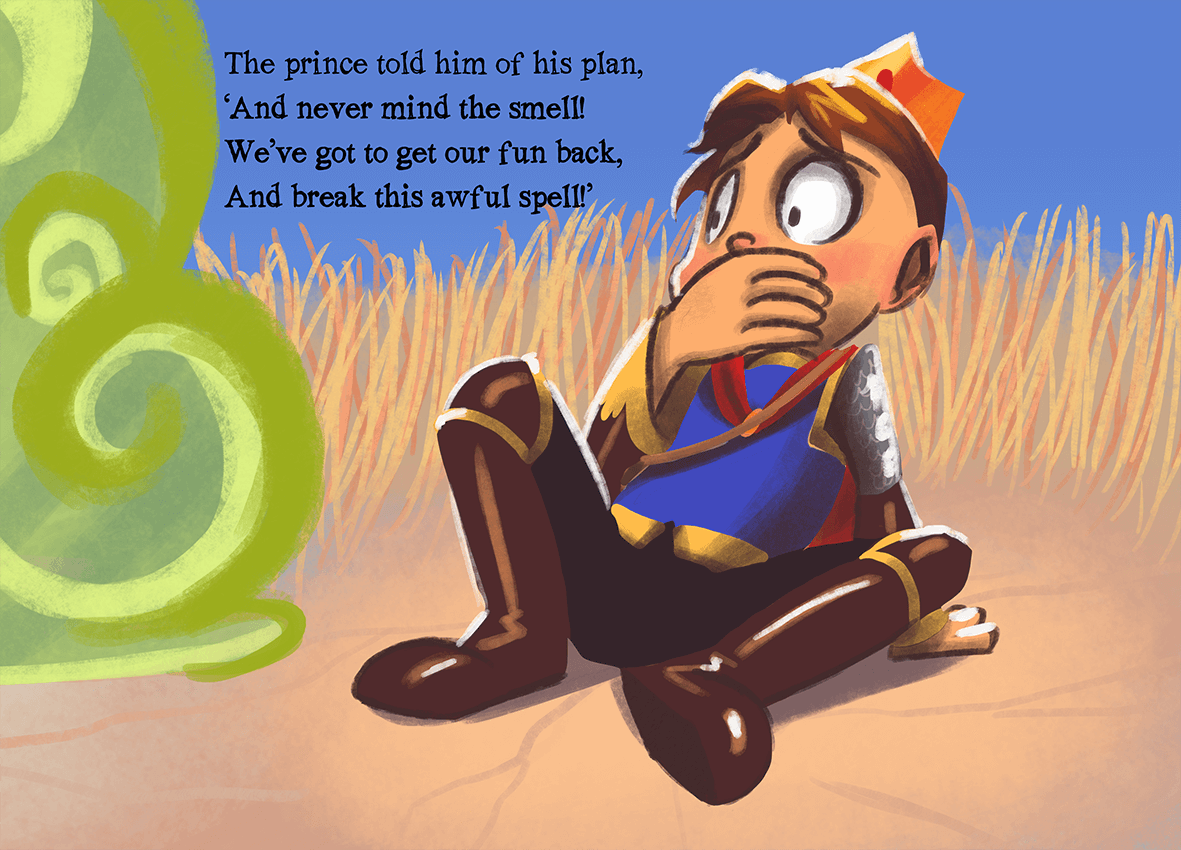 The prince told him of his plan,
‘And never mind the smell!
We’ve got to get our fun back,
And break this awful spell!’